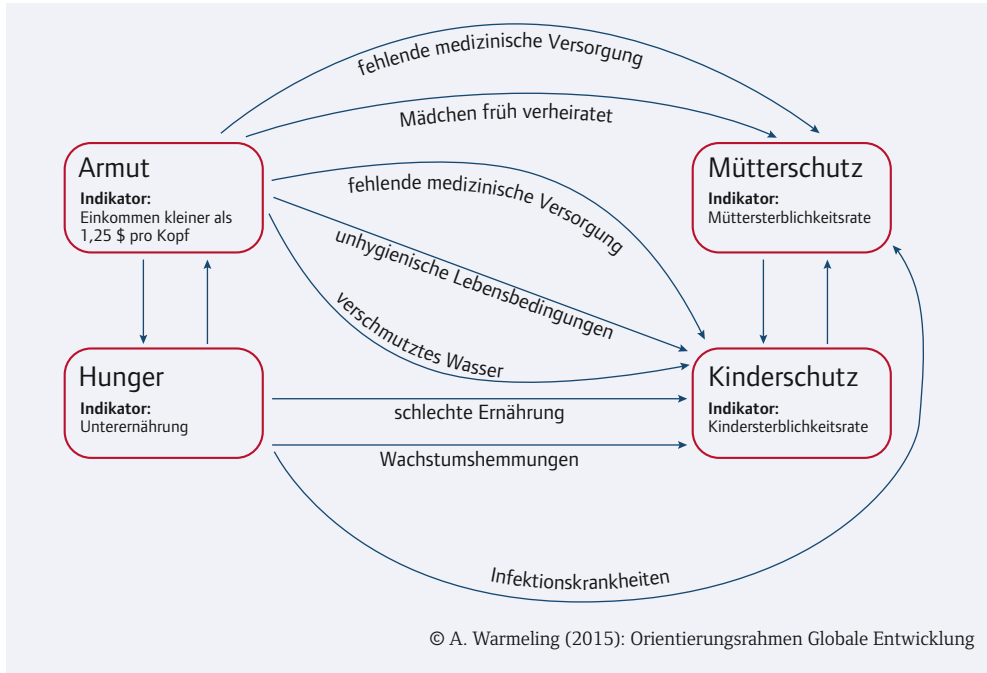 fehlende medizinische Versorgung
Mädchen früh verheiratet
Armut
Indikator:
Einkommen kleiner als
1,25 $ pro Kopf
fehlende medizinische Versorgung
unhygienische Lebensbedingungen
verschmutztes Wasser
Mütterschutz
Indikator:
Müttersterblichkeitsrate
Hunger
Indikator:
Unterernährung
schlechte Ernährung
Wachstumshemmungen
Kinderschutz
Indikator:
Kindersterblichkeitsrate
Infektionskrankheiten
© A. Warmeling (2015): Orientierungsrahmen Globale Entwicklung